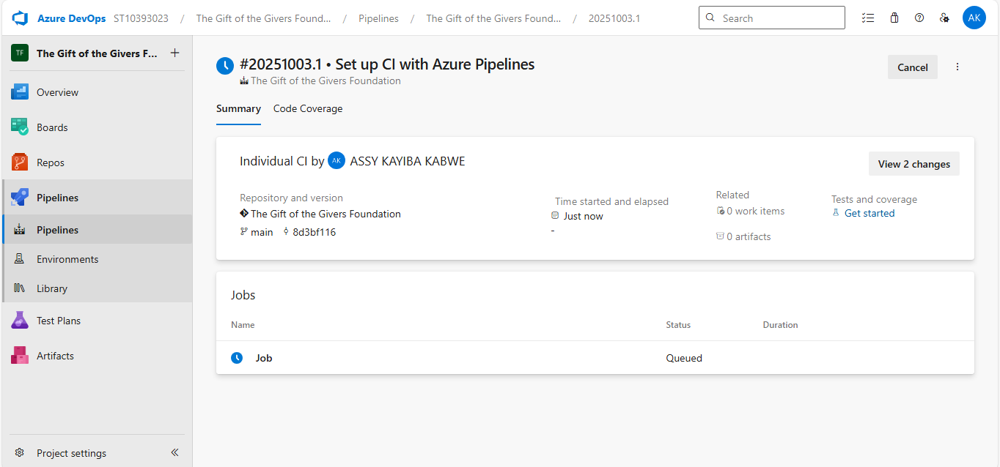 Azure DevOps ST10393023 / The Gift of the Givers Found... / Pipelines / The Gift of the Givers Found... / 20251003.1 Search AK
TF The Gift of the Givers F... +
Overview
Boards
Repos
Pipelines
Pipelines
Environments
Library
Test Plans
Artifacts
Project settings
#20251003.1 • Set up CI with Azure Pipelines
The Gift of the Givers Foundation
Cancel
Summary Code Coverage
Individual CI by AK ASSY KAYIBA KABWE
View 2 changes
Repository and version
The Gift of the Givers Foundation
main 8d3bf116
Time started and elapsed
Just now
-
Related
0 work items
0 artifacts
Tests and coverage
Get started
Jobs
Name Status Duration
Job Queued